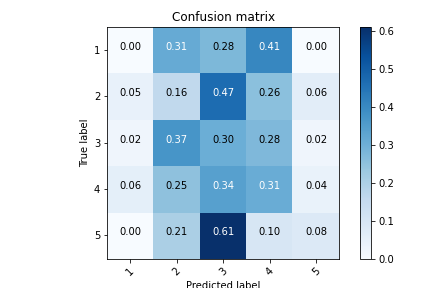 Confusion matrix
1 0.00 0.31 0.28 0.41 0.00
2 0.05 0.16 0.47 0.26 0.06
3 0.02 0.37 0.30 0.28 0.02
4 0.06 0.25 0.34 0.31 0.04
5 0.00 0.21 0.61 0.10 0.08
True label
1 2 3 4 5
Predicted label
0.6
0.5
0.4
0.3
0.2
0.1
0.0